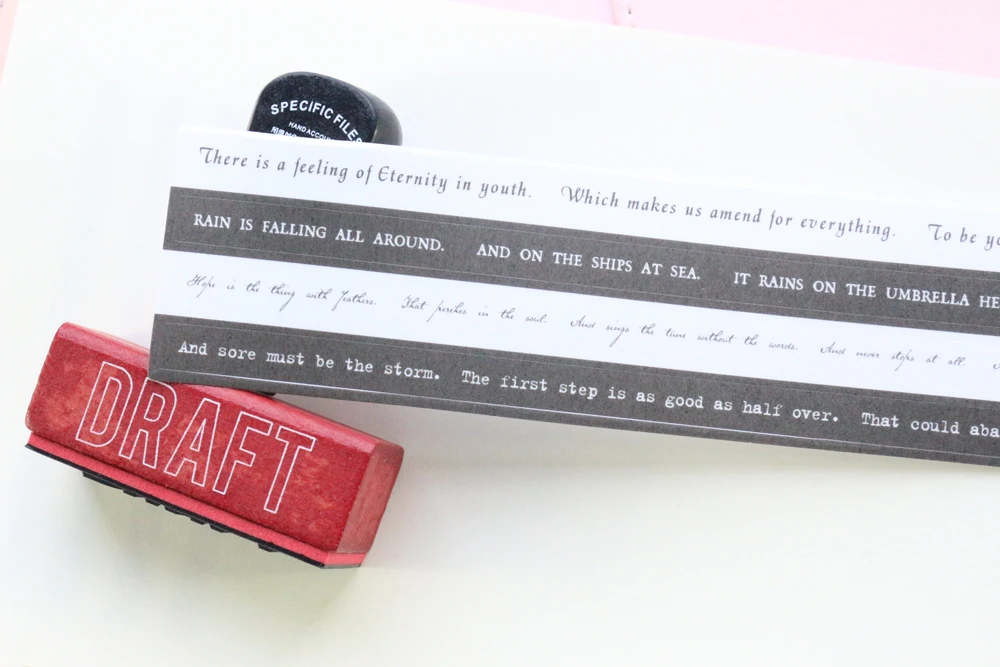 SPECIFIC FILES
HAND ACCOU
There is a feeling of Eternity in youth. Which makes us amend for everything. To be yo
RAIN IS FALLING ALL AROUND. AND ON THE SHIPS AT SEA. IT RAINS ON THE UMBRELLA HE
Hope is the thing with feathers. That perches in the soul. And sings the tune without the words. And never stops at all.
And sore must be the storm. The first step is as good as half over. That could aba
DRAFT